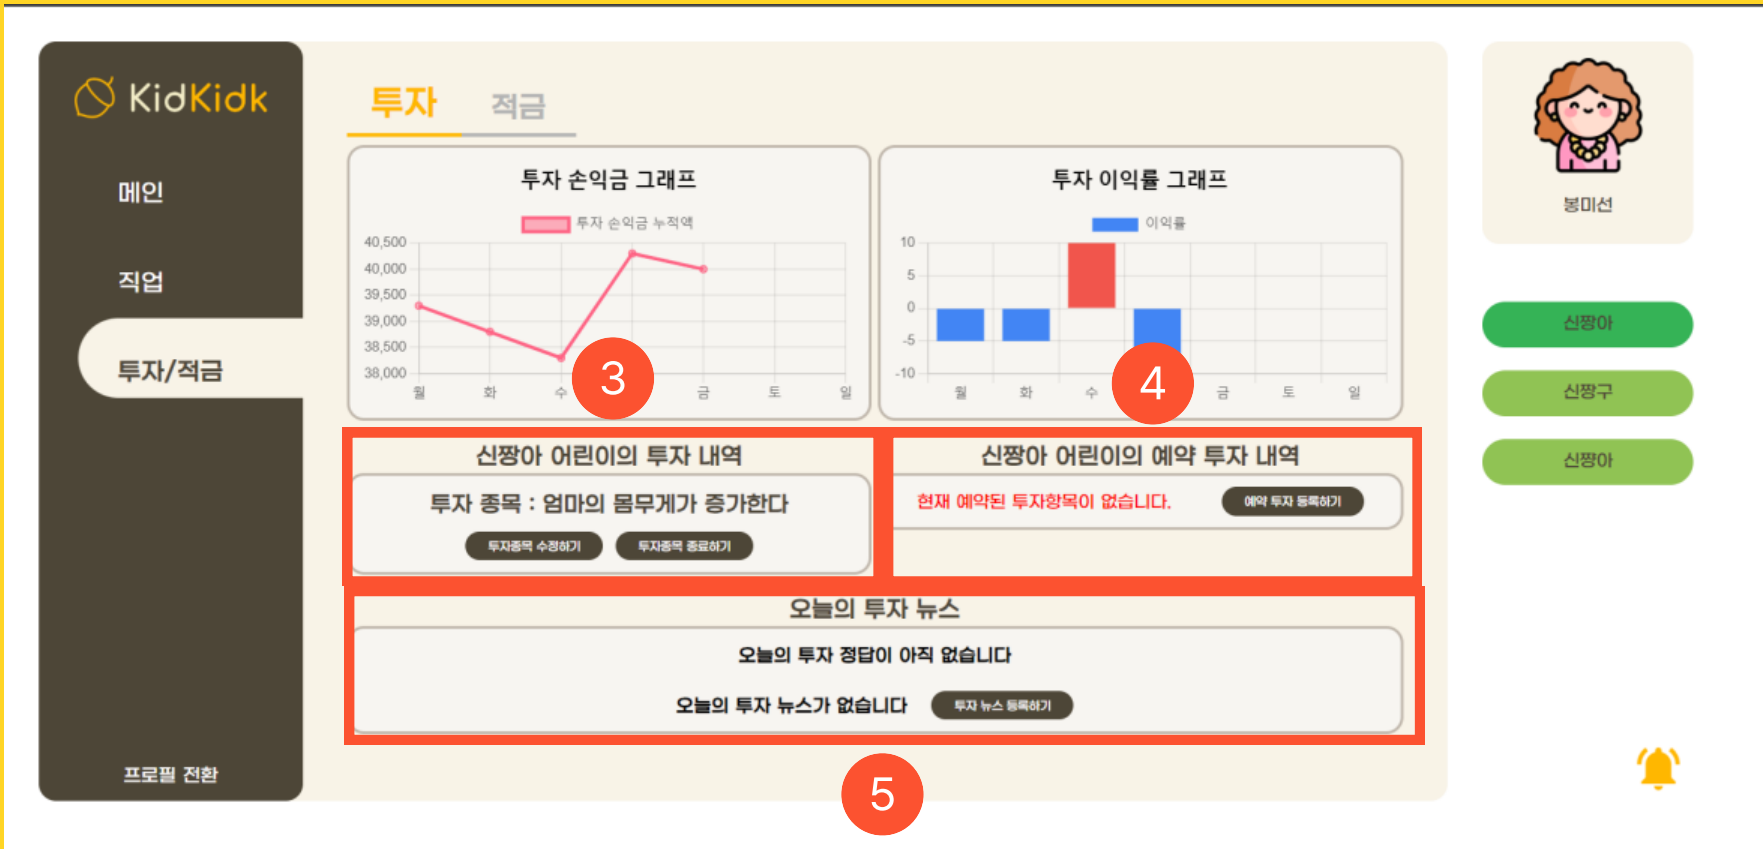 KidKidk
메인
직업
투자/적금
프로필 전환
투자 적금
투자 손익금 그래프
투자 손익금 누적액
40,500
40,000
39,500
39,000
38,500
38,000
월 화 수 금 토 일
3
투자 이익률 그래프
이익률
10
5
0
-5
-10
월 화 수 금 토 일
4
신짱아 어린이의 투자 내역
투자 종목 : 엄마의 몸무게가 증가한다
투자종목 수정하기 투자종목 종료하기
신짱아 어린이의 예약 투자 내역
현재 예약된 투자항목이 없습니다. 예약 투자 등록하기
오늘의 투자 뉴스
오늘의 투자 정답이 아직 없습니다
오늘의 투자 뉴스가 없습니다 투자 뉴스 등록하기
5
봉미선
신짱아
신짱구
신쨩아